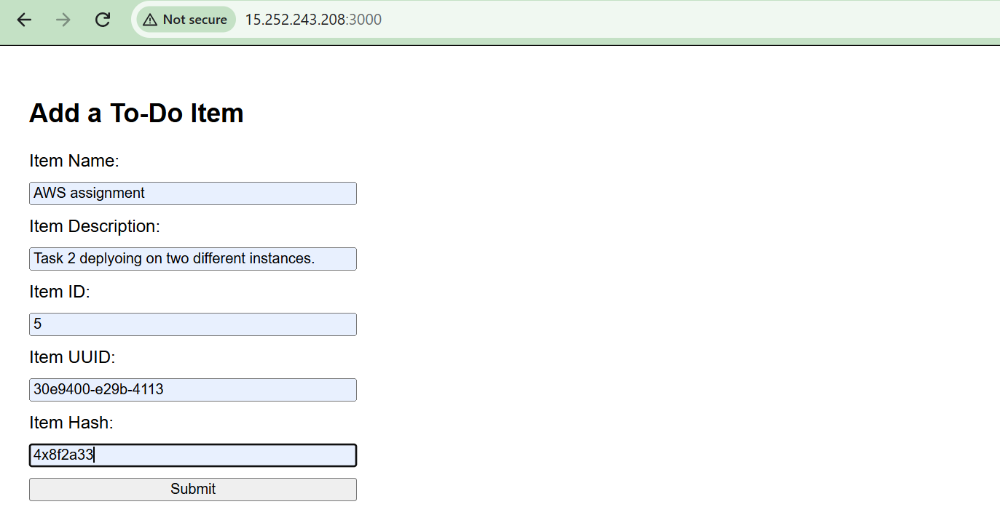 Not secure 15.252.243.208:3000
Add a To-Do Item
Item Name:
AWS assignment
Item Description:
Task 2 deplyoing on two different instances.
Item ID:
5
Item UUID:
30e9400-e29b-4113
Item Hash:
4x8f2a33
Submit